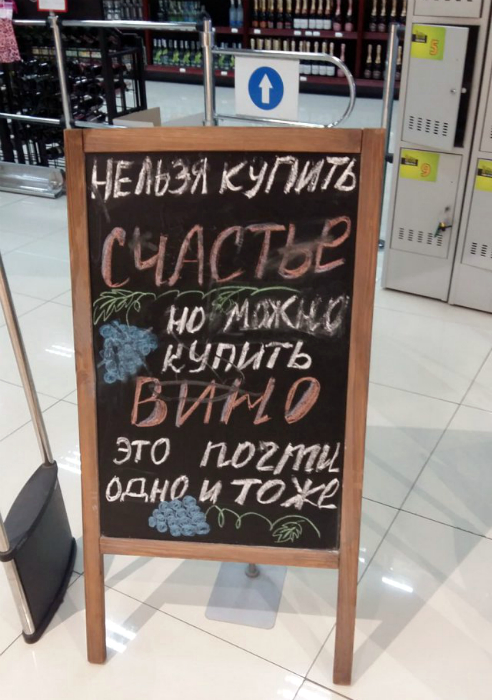 НЕЛЬЗЯ КУПИТЬ
СЧАСТЬЕ
НО МОЖНО
КУПИТЬ
ВИНО
ЭТО ПОЧТИ
ОДНО И ТОЖЕ